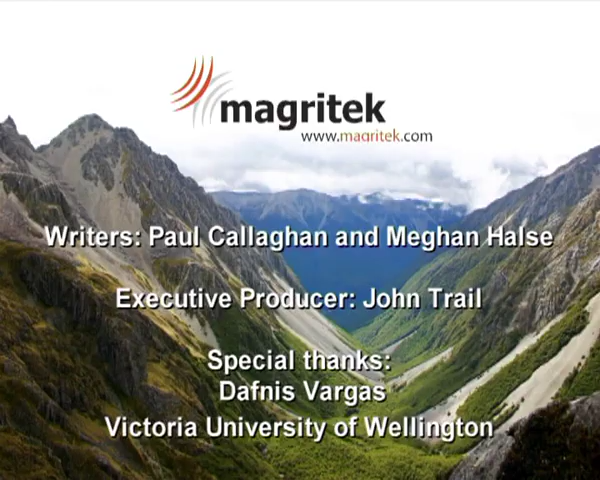 magritek
www.magritek.com
Writers: Paul Callaghan and Meghan Halse
Executive Producer: John Trail
Special thanks:
Dafnis Vargas
Victoria University of Wellington